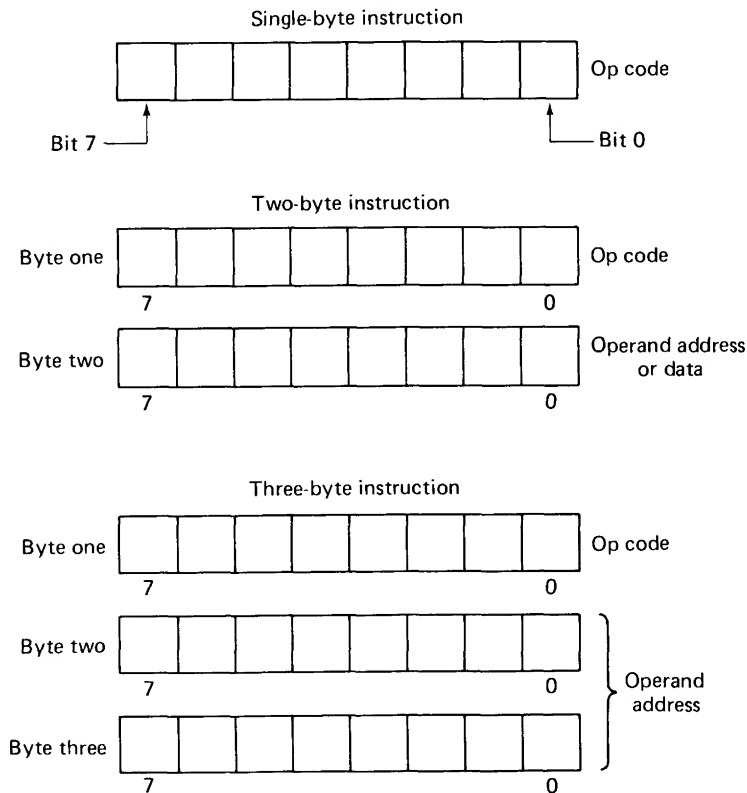 Single-byte instruction
Op code
Bit 7
Bit 0
Two-byte instruction
Byte one
Op code
7
0
Byte two
Operand address
or data
7
0
Three-byte instruction
Byte one
Op code
7
0
Byte two
7
0
Operand
address
Byte three
7
0